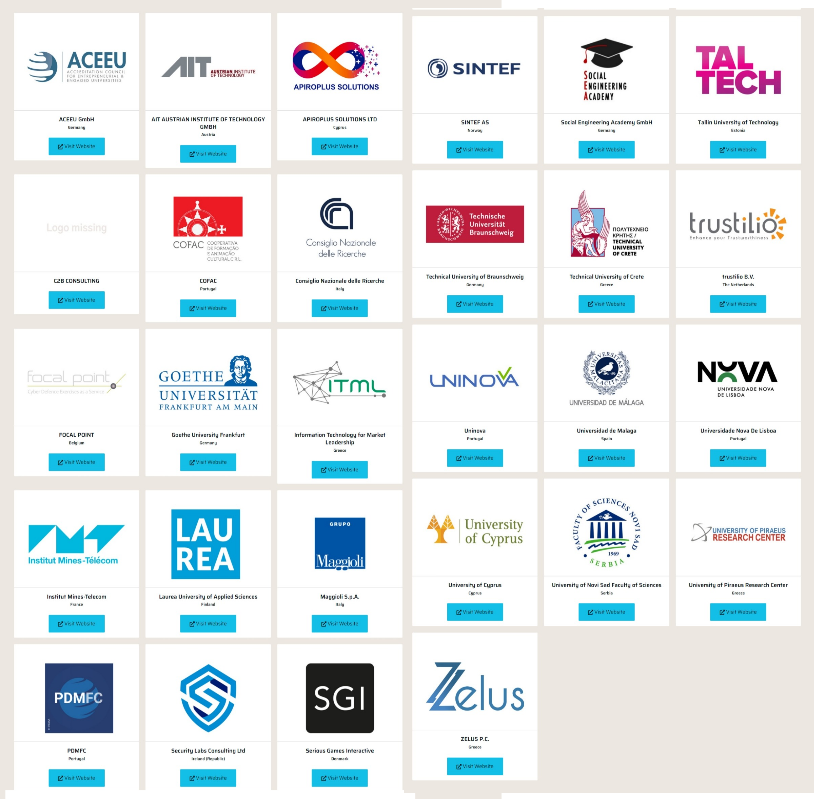 ACEEU
ACCREDITATION COUNCIL
FOR ENTREPRENEURIAL &
ENGAGED UNIVERSITIES
ACEEU GmbH
Germany
Visit Website
AIT
AUSTRIAN INSTITUTE
OF TECHNOLOGY
AIT AUSTRIAN INSTITUTE OF TECHNOLOGY
GMBH
Austria
Visit Website
APIROPLUS SOLUTIONS
APIROPLUS SOLUTIONS LTD
Cyprus
Visit Website
Logo missing
C2B CONSULTING
Visit Website
COFAC
COOPERATIVA
DE FORMAÇÃO
E ANIMAÇÃO
CULTURAL C.R.L.
COFAC
Portugal
Visit Website
Consiglio Nazionale
delle Ricerche
Consiglio Nazionale delle Ricerche
Italy
Visit Website
focal point
FOCAL POINT
Belgium
Visit Website
GOETHE
UNIVERSITÄT
FRANKFURT AM MAIN
Goethe University Frankfurt
Germany
Visit Website
ITML
Information Technology for Market
Leadership
Greece
Visit Website
Institut Mines-Télécom
Institut Mines-Telecom
France
Visit Website
LAU
REA
Laurea University of Applied Sciences
Finland
Visit Website
GRUPO
Maggioli
Maggioli S.p.A.
Italy
Visit Website
PDMFC
PDMFC
Portugal
Visit Website
Security Labs Consulting Ltd
Ireland (Republic)
Visit Website
SGI
Serious Games Interactive
Denmark
Visit Website
SINTEF
SINTEF AS
Norway
Visit Website
SOCIAL
ENGINEERING
ACADEMY
Social Engineering Academy GmbH
Germany
Visit Website
TAL
TECH
Tallin University of Technology
Estonia
Visit Website
Technische
Universität
Braunschweig
Technical University of Braunschweig
Germany
Visit Website
ΠΟΛΥΤΕΧΝΕΙΟ
ΚΡΗΤΗΣ /
TECHNICAL
UNIVERSITY
OF CRETE
Technical University of Crete
Greece
Visit Website
trustilio
Enhance your Trustworthiness
trustilio B.V.
The Netherlands
Visit Website
UNINOVA
Uninova
Portugal
Visit Website
UNIVERSIDAD DE MÁLAGA
Universidad de Malaga
Spain
Visit Website
NOVA
UNIVERSIDADE NOVA
DE LISBOA
Universidade Nova De Lisboa
Portugal
Visit Website
University
of Cyprus
University of Cyprus
Cyprus
Visit Website
FACULTY OF SCIENCES NOVI SAD
1969
SERBIA
University of Novi Sad Faculty of Sciences
Serbia
Visit Website
UNIVERSITY OF PIRAEUS
RESEARCH CENTER
University of Piraeus Research Center
Greece
Visit Website
Zelus
ZELUS P.C.
Greece
Visit Website